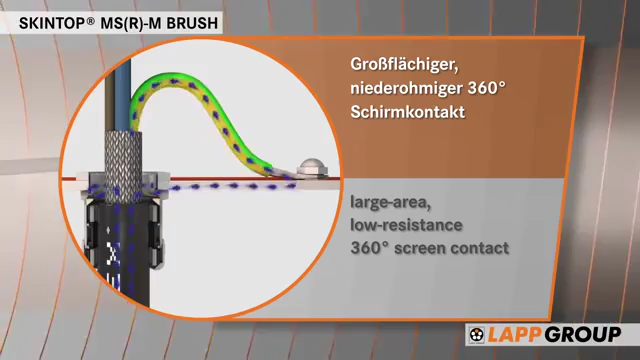 SKINTOP® MS(R)-M BRUSH
Großflächiger,
niederohmiger 360°
Schirmkontakt
large-area,
low-resistance
360° screen contact
LAPP GROUP